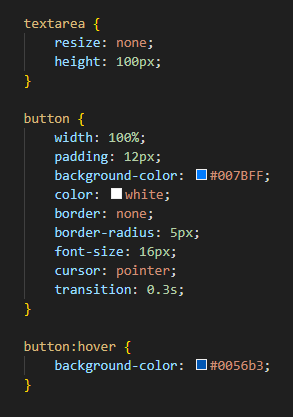 textarea {
    resize: none;
    height: 100px;
}

button {
    width: 100%;
    padding: 12px;
    background-color: #007BFF;
    color: white;
    border: none;
    border-radius: 5px;
    font-size: 16px;
    cursor: pointer;
    transition: 0.3s;
}

button:hover {
    background-color: #0056b3;
}